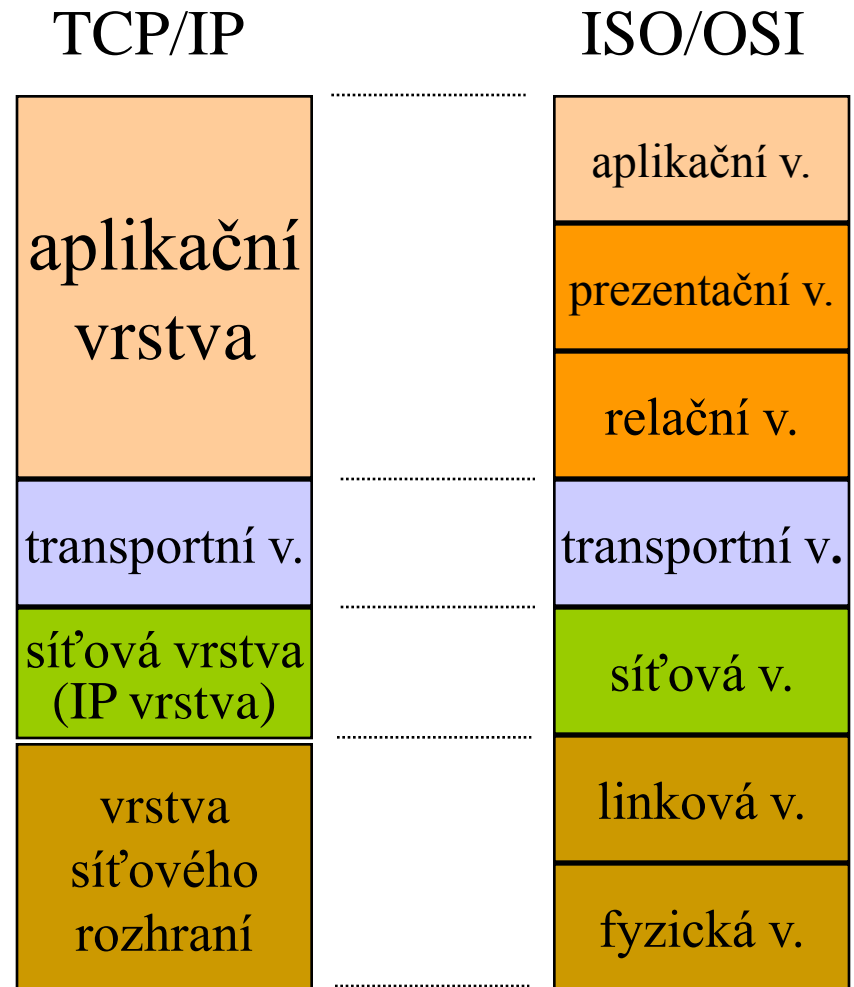 TCP/IP
ISO/OSI
aplikační
vrstva
transportní v.
síťová vrstva
(IP vrstva)
vrstva
síťového
rozhraní
aplikační v.
prezentační v.
relační v.
transportní v.
síťová v.
linková v.
fyzická v.